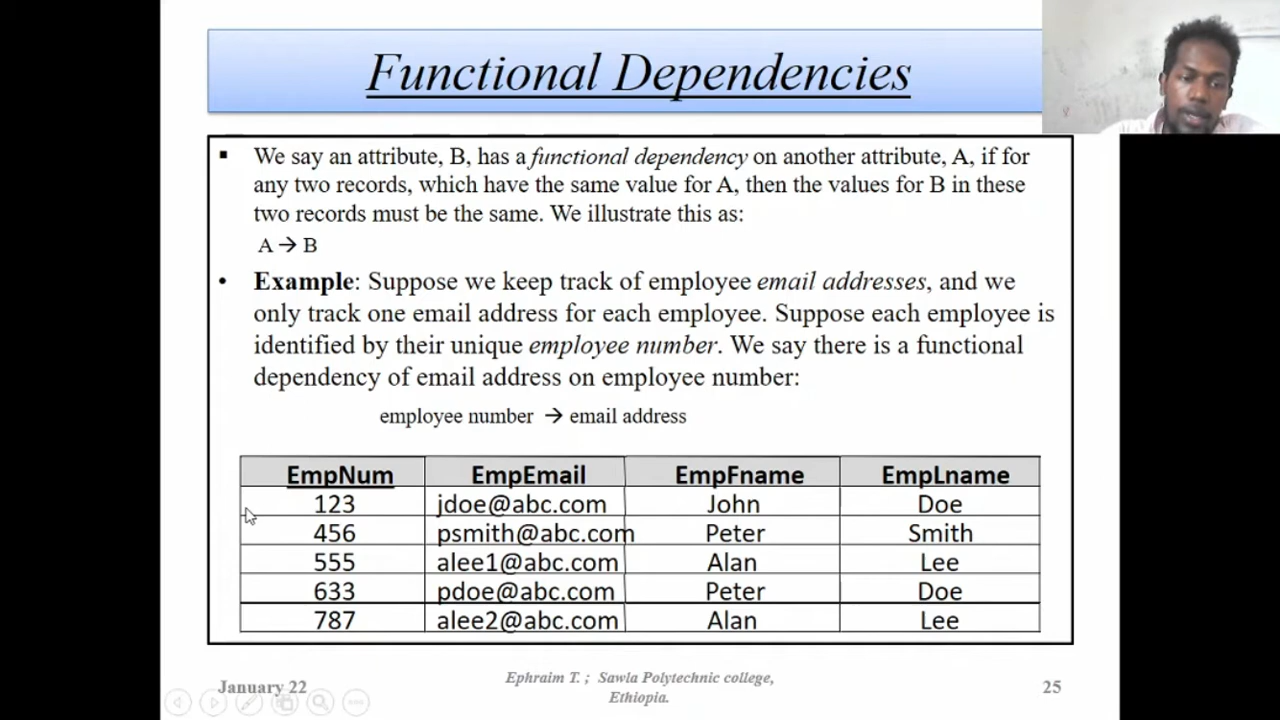 Functional Dependencies
▪ We say an attribute, B, has a functional dependency on another attribute, A, if for
any two records, which have the same value for A, then the values for B in these
two records must be the same. We illustrate this as:
A → B
• Example: Suppose we keep track of employee email addresses, and we
only track one email address for each employee. Suppose each employee is
identified by their unique employee number. We say there is a functional
dependency of email address on employee number:
employee number → email address
EmpNum EmpEmail EmpFname EmpLname
123 jdoe@abc.com John Doe
456 psmith@abc.com Peter Smith
555 alee1@abc.com Alan Lee
633 pdoe@abc.com Peter Doe
787 alee2@abc.com Alan Lee
January 22
Ephraim T. ; Sawla Polytechnic college,
Ethiopia.
25